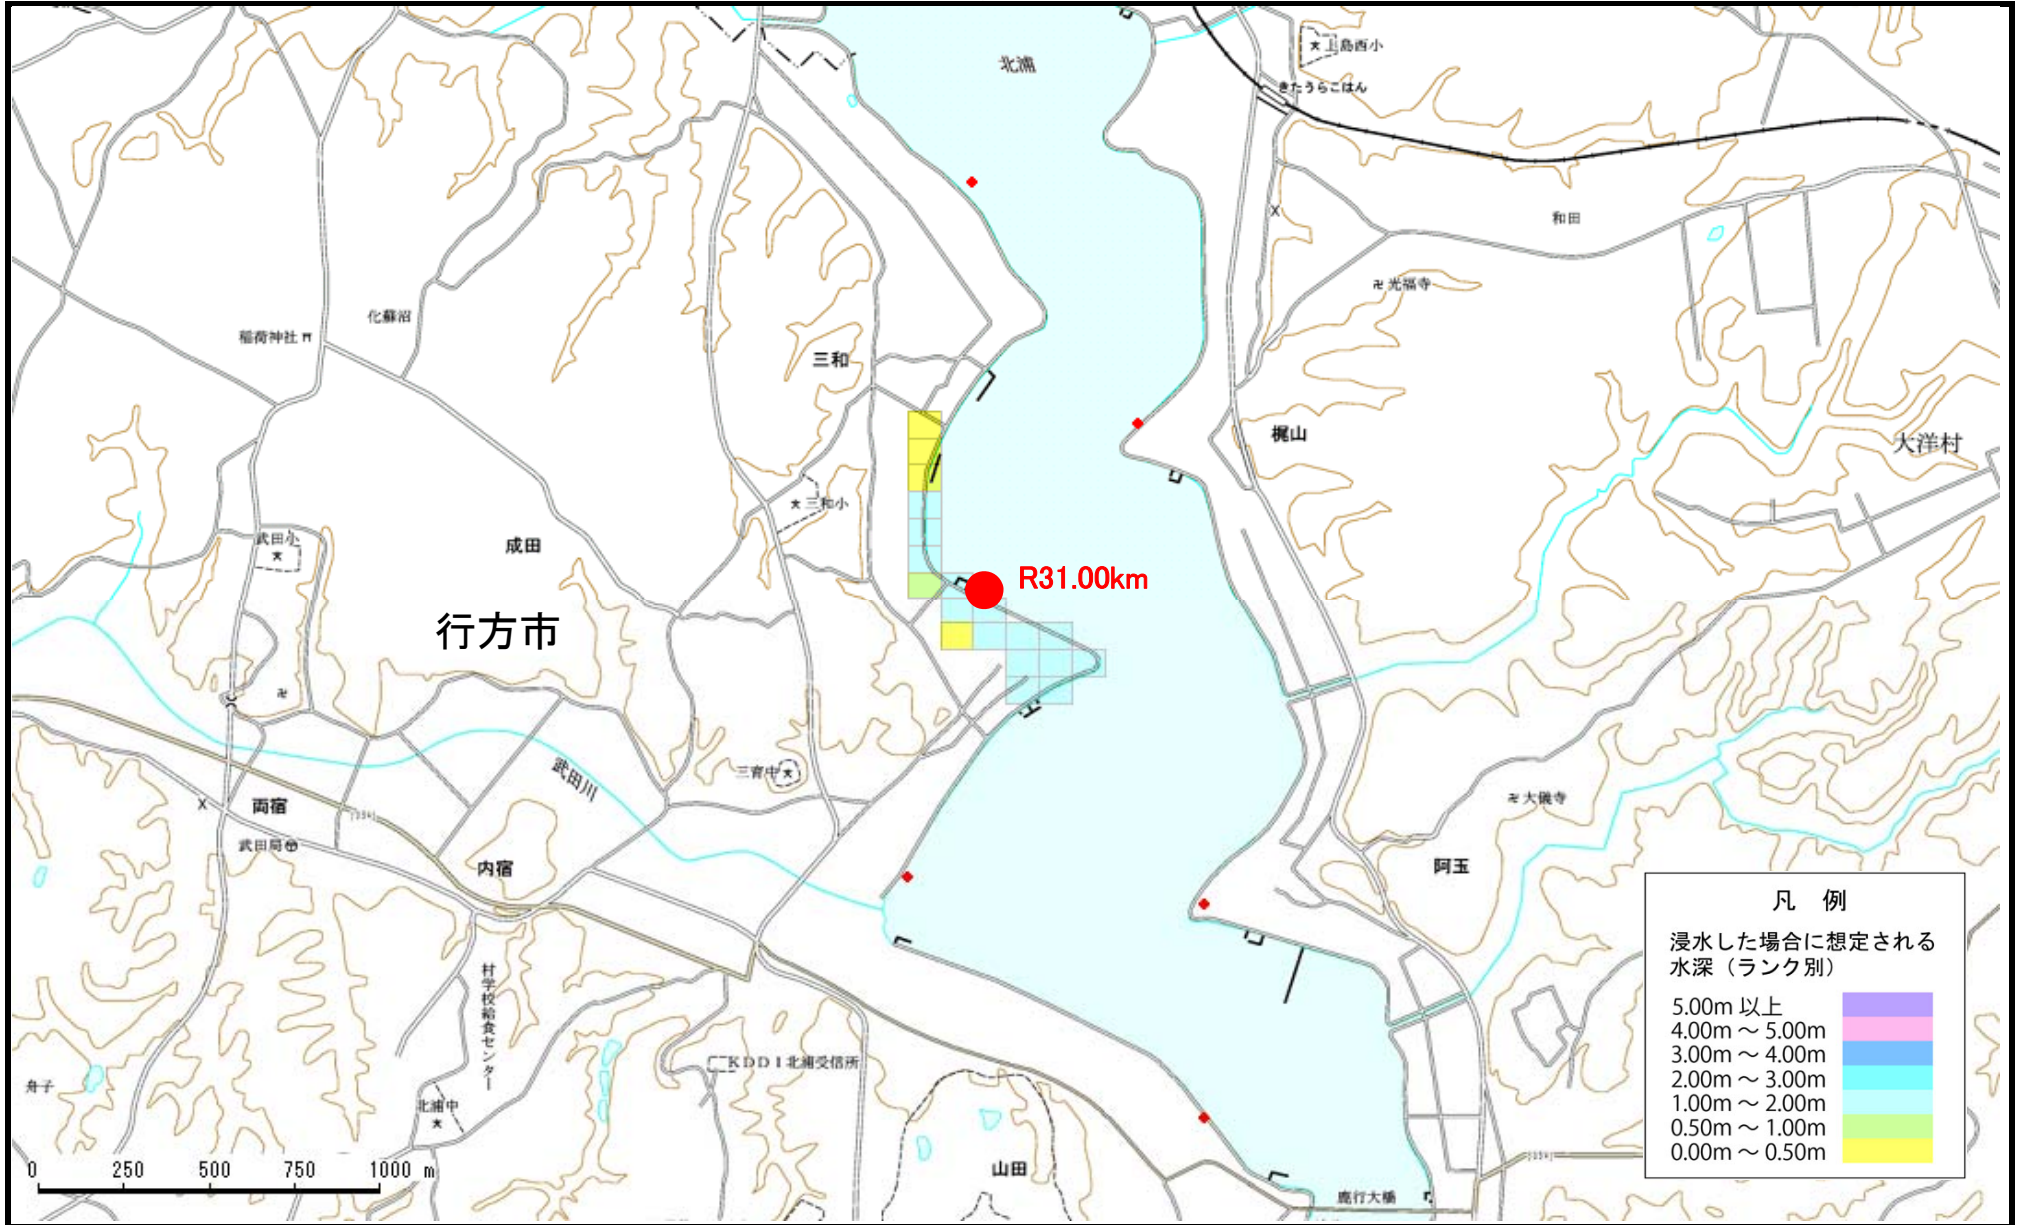 北浦
上島西小
きたうらこはん
和田
卍光福寺
化蘇沼
稲荷神社
三和
梶山
大洋村
三和小
武田小
成田
R31.00km
行方市
卍
武田川
三育中
両宿
武田局
内宿
卍大儀寺
阿玉
村学校給食センター
KDDI北浦受信所
舟子
北浦中
山田
鹿行大橋
0 250 500 750 1000 m
凡 例
浸水した場合に想定される
水深（ランク別）
5.00m 以上
4.00m ～ 5.00m
3.00m ～ 4.00m
2.00m ～ 3.00m
1.00m ～ 2.00m
0.50m ～ 1.00m
0.00m ～ 0.50m